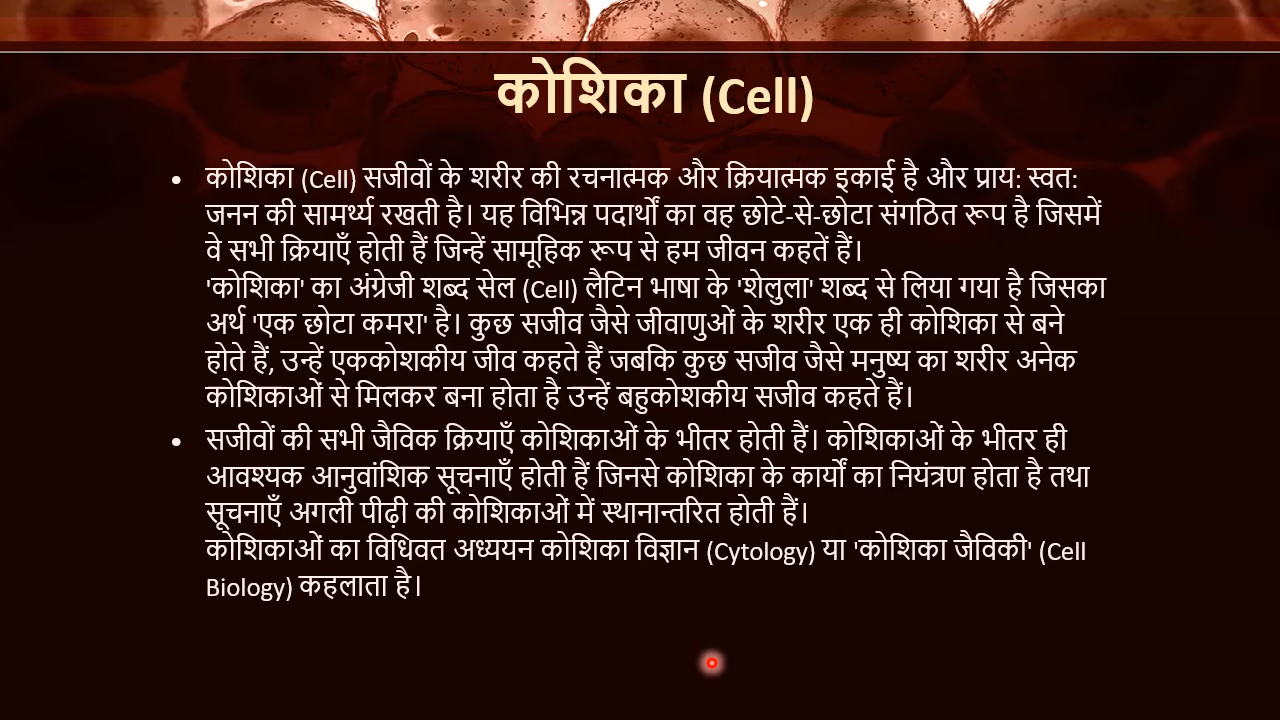 कोशिका (Cell)
• कोशिका (Cell) सजीवों के शरीर की रचनात्मक और क्रियात्मक इकाई है और प्राय: स्वत:
जनन की सामर्थ्य रखती है। यह विभिन्न पदार्थों का वह छोटे-से-छोटा संगठित रूप है जिसमें
वे सभी क्रियाएँ होती हैं जिन्हें सामूहिक रूप से हम जीवन कहतें हैं।
'कोशिका' का अंग्रेजी शब्द सेल (Cell) लैटिन भाषा के 'शेलुला' शब्द से लिया गया है जिसका
अर्थ 'एक छोटा कमरा' है। कुछ सजीव जैसे जीवाणुओं के शरीर एक ही कोशिका से बने
होते हैं, उन्हें एककोशकीय जीव कहते हैं जबकि कुछ सजीव जैसे मनुष्य का शरीर अनेक
कोशिकाओं से मिलकर बना होता है उन्हें बहुकोशकीय सजीव कहते हैं।
• सजीवों की सभी जैविक क्रियाएँ कोशिकाओं के भीतर होती हैं। कोशिकाओं के भीतर ही
आवश्यक आनुवांशिक सूचनाएँ होती हैं जिनसे कोशिका के कार्यों का नियंत्रण होता है तथा
सूचनाएँ अगली पीढ़ी की कोशिकाओं में स्थानान्तरित होती हैं।
कोशिकाओं का विधिवत अध्ययन कोशिका विज्ञान (Cytology) या 'कोशिका जैविकी' (Cell
Biology) कहलाता है।